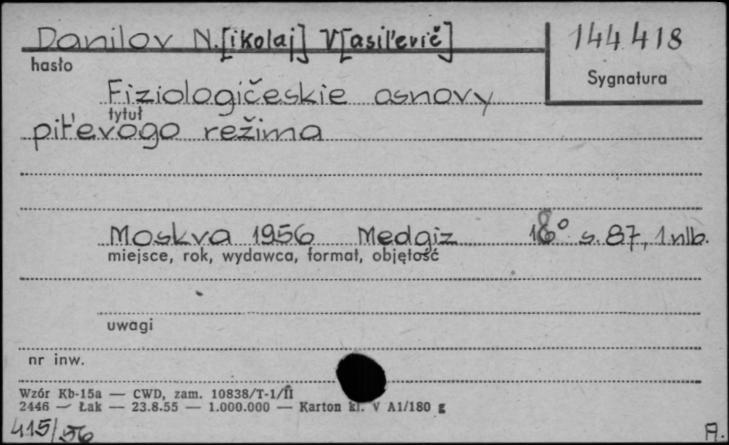 Danilov N.[ikolaj] V[asil'evič]
144418
hasło
Sygnatura
Fiziologičeskie osnovy
tytuł
pit'evogo režima
Moskva 1956 Medgiz 8° s. 87, 1 nlb.
miejsce, rok, wydawca, format, objętość
uwagi
nr inw.
Wzór Kb-15a — CWD, zam. 10838/T-1/II
2446 — Łak — 23.8.55 — 1.000.000 — Karton kl. V A1/180 g
415/56
A.